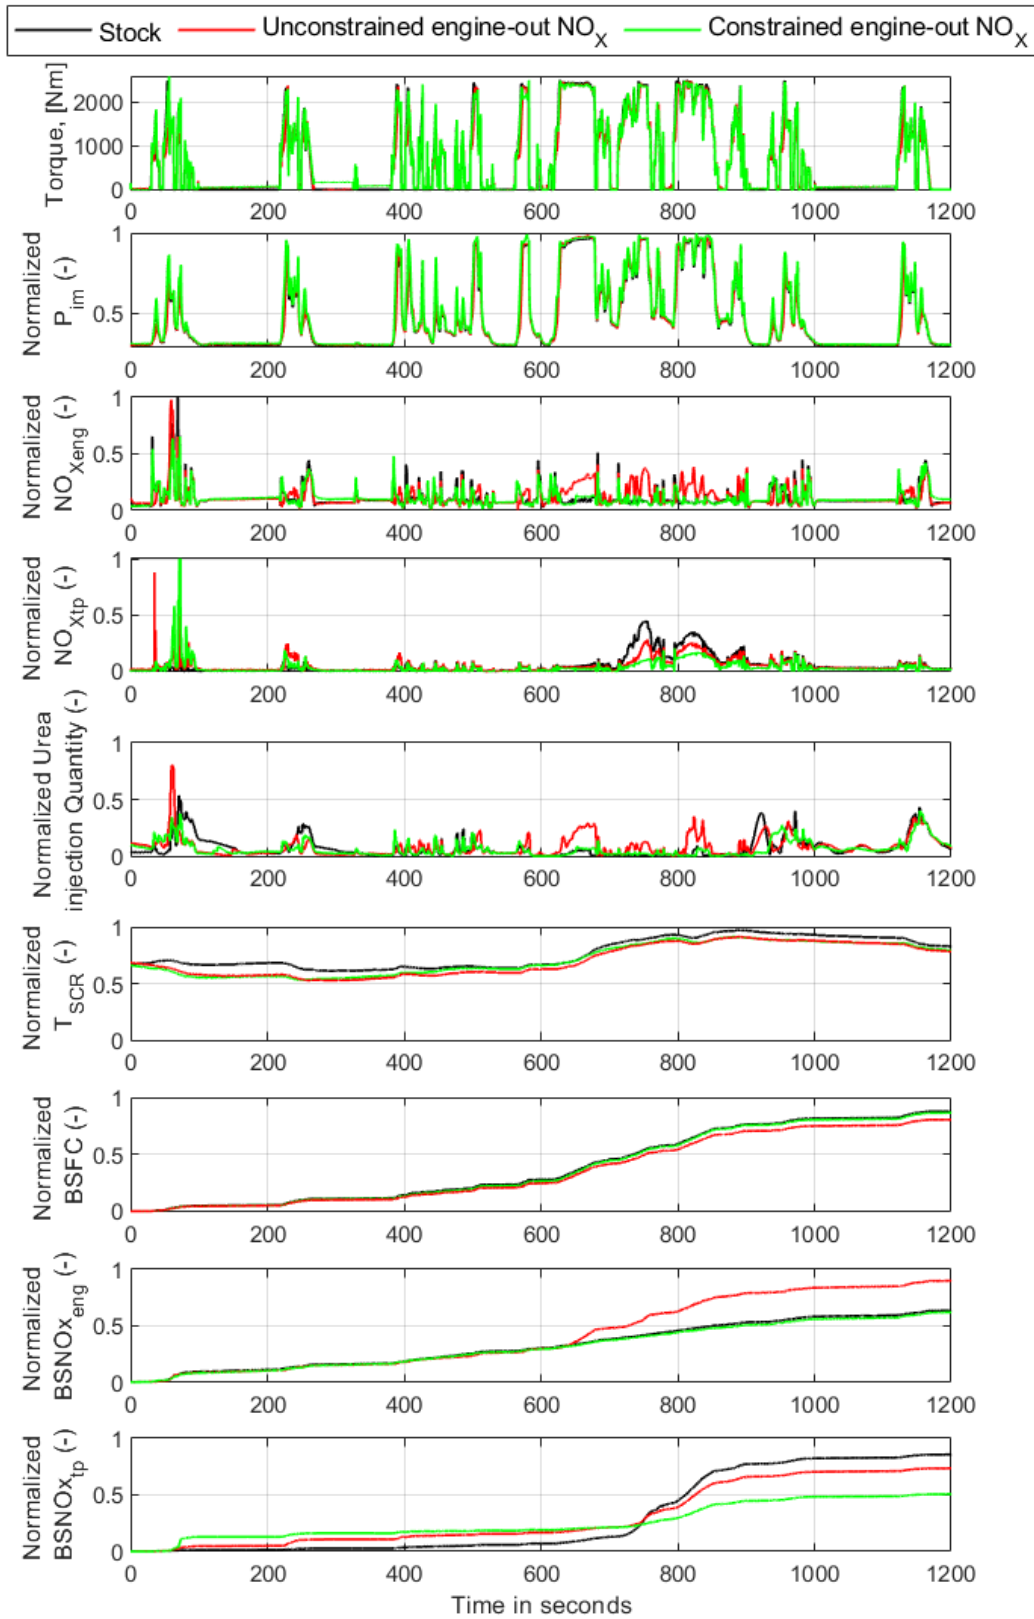 Stock Unconstrained engine-out NOX Constrained engine-out NOX
Torque, [Nm]
2000
1000
0
0 200 400 600 800 1000 1200
Normalized
Pim (-)
1
0.5
0 200 400 600 800 1000 1200
Normalized
NOXeng (-)
1
0.5
0
0 200 400 600 800 1000 1200
Normalized
NOXtp (-)
1
0.5
0
0 200 400 600 800 1000 1200
Normalized Urea
injection Quantity (-)
1
0.5
0
0 200 400 600 800 1000 1200
Normalized
TSCR (-)
1
0.5
0
0 200 400 600 800 1000 1200
Normalized
BSFC (-)
1
0.5
0
0 200 400 600 800 1000 1200
Normalized
BSNOxeng (-)
1
0.5
0
0 200 400 600 800 1000 1200
Normalized
BSNOxtp (-)
1
0.5
0
0 200 400 600 800 1000 1200
Time in seconds